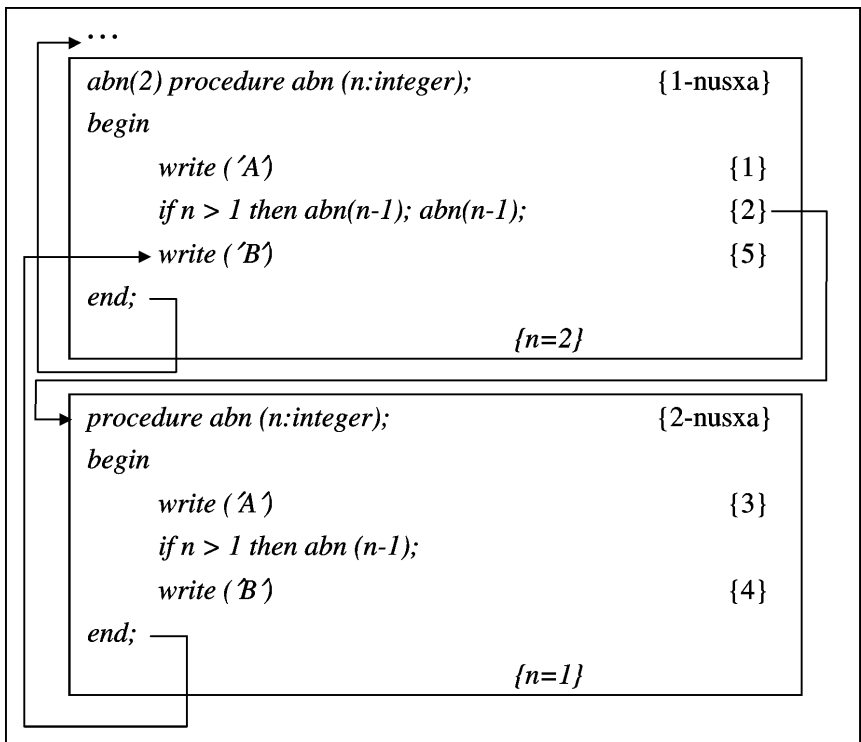 ...
abn(2) procedure abn (n:integer); {1-nusxa}
begin
write (´A´) {1}
if n > 1 then abn(n-1); abn(n-1); {2}
write (´B´) {5}
end;
{n=2}
procedure abn (n:integer); {2-nusxa}
begin
write (´A´) {3}
if n > 1 then abn (n-1);
write (´B´) {4}
end;
{n=1}